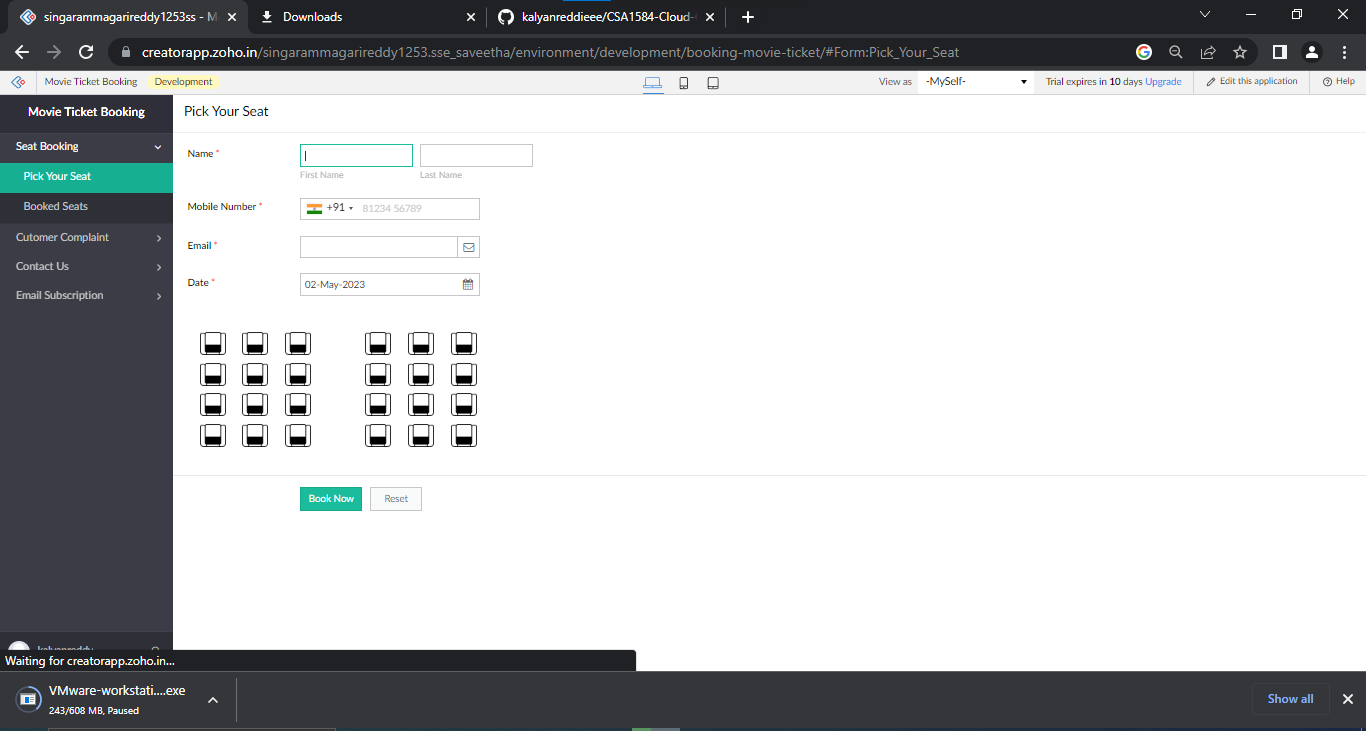 singarammagarireddy1253ss - M
Downloads
kalyanreddieee/CSA1584-Cloud-
creatorapp.zoho.in/singarammagarireddy1253.sse_saveetha/environment/development/booking-movie-ticket/#Form:Pick_Your_Seat
Movie Ticket Booking
Development
View as
-MySelf-
Trial expires in 10 days Upgrade
Edit this application
Help
Movie Ticket Booking
Seat Booking
Pick Your Seat
Booked Seats
Cutomer Complaint
Contact Us
Email Subscription
Pick Your Seat
Name *
First Name
Last Name
Mobile Number *
+91
81234 56789
Email *
Date *
02-May-2023
Book Now
Reset
kalyanreddy
Waiting for creatorapp.zoho.in...
VMware-workstati....exe
243/608 MB, Paused
Show all